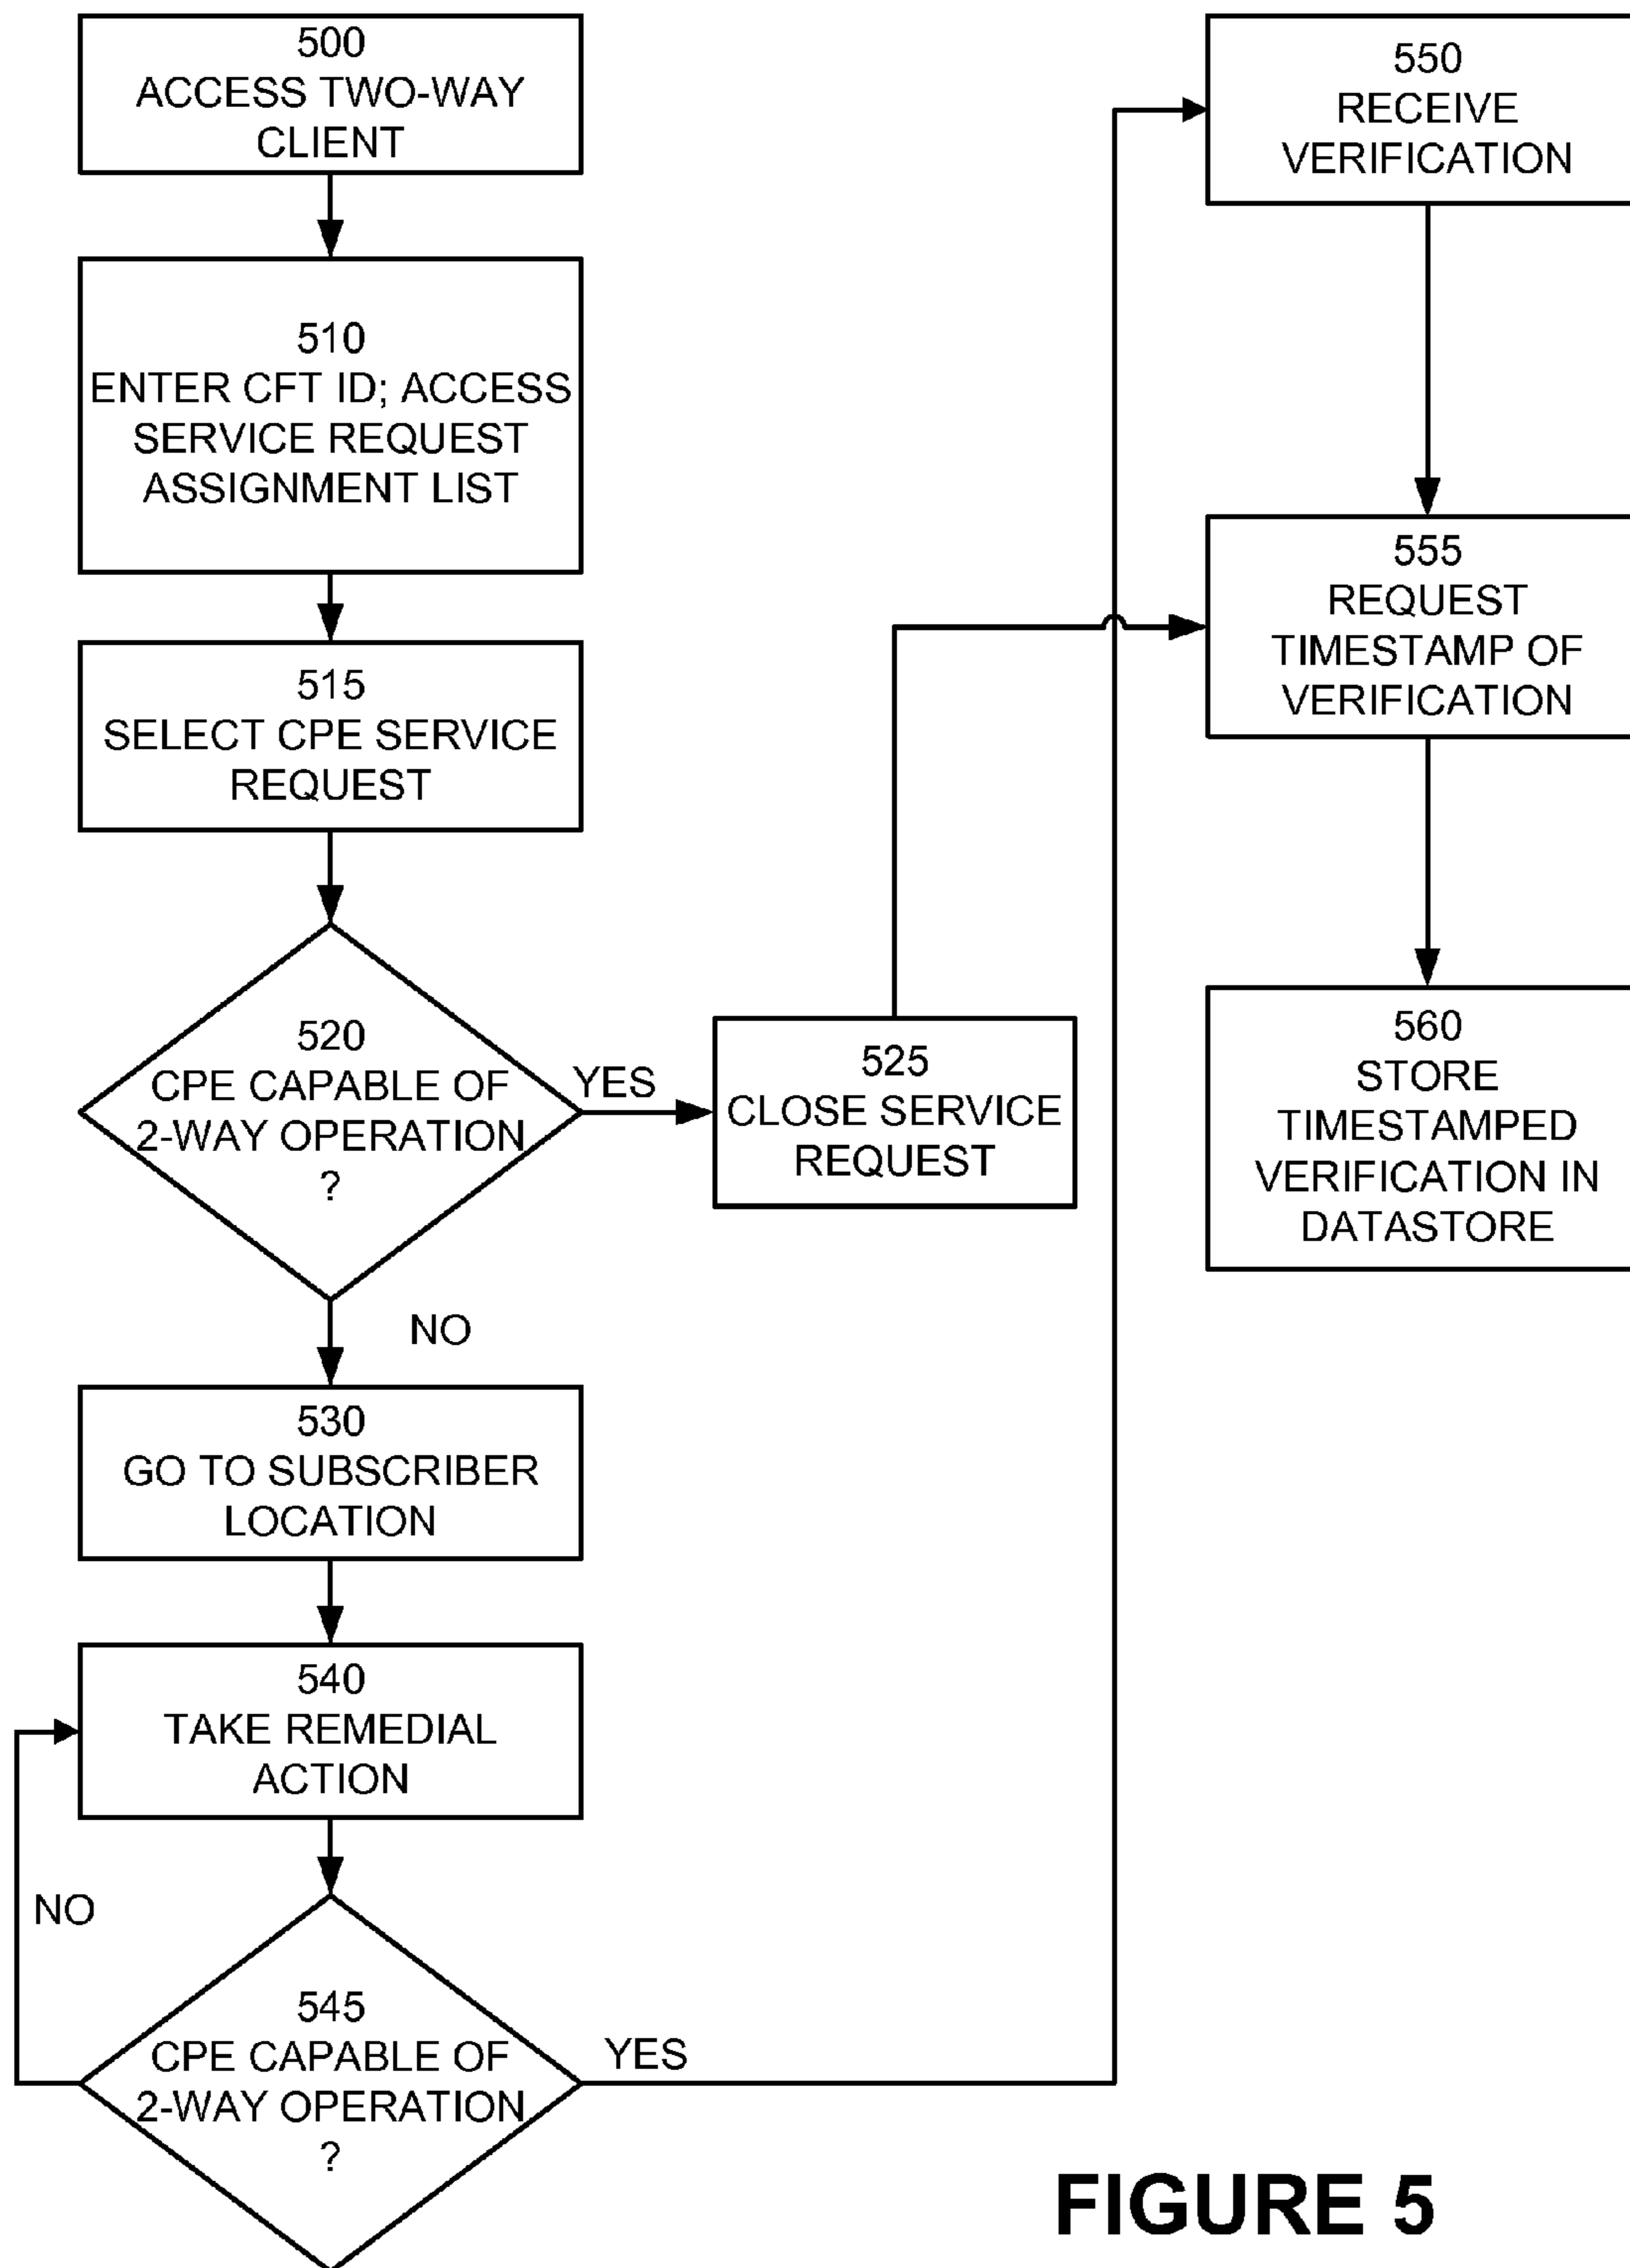 500
ACCESS TWO-WAY
CLIENT
510
ENTER CFT ID; ACCESS
SERVICE REQUEST
ASSIGNMENT LIST
515
SELECT CPE SERVICE
REQUEST
520
CPE CAPABLE OF
2-WAY OPERATION
?
YES
525
CLOSE SERVICE
REQUEST
NO
530
GO TO SUBSCRIBER
LOCATION
540
TAKE REMEDIAL
ACTION
NO
545
CPE CAPABLE OF
2-WAY OPERATION
?
YES
550
RECEIVE
VERIFICATION
555
REQUEST
TIMESTAMP OF
VERIFICATION
560
STORE
TIMESTAMPED
VERIFICATION IN
DATASTORE
FIGURE 5